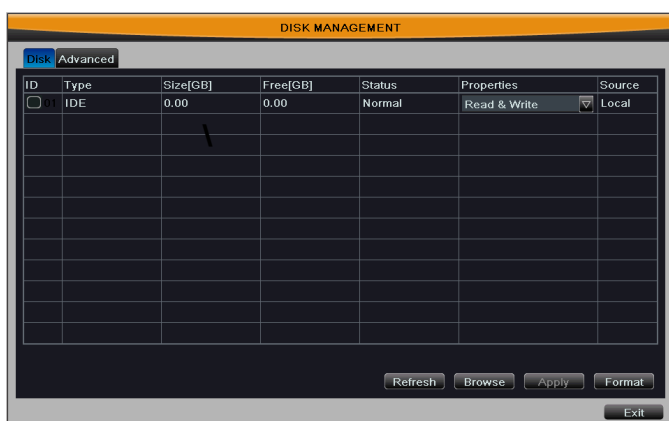 DISK MANAGEMENT
Disk Advanced
ID Type Size[GB] Free[GB] Status Properties Source
01 IDE 0.00 0.00 Normal Read & Write Local
Refresh Browse Apply Format
Exit